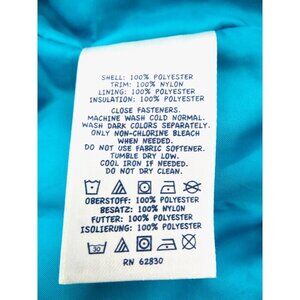 SHELL: 100% POLYESTER
TRIM: 100% NYLON
LINING: 100% POLYESTER
INSULATION: 100% POLYESTER
CLOSE FASTENERS.
MACHINE WASH COLD NORMAL.
WASH DARK COLORS SEPARATELY.
ONLY NON-CHLORINE BLEACH
WHEN NEEDED.
DO NOT USE FABRIC SOFTENER.
TUMBLE DRY LOW.
COOL IRON IF NEEDED.
DO NOT DRY CLEAN.
OBERSTOFF: 100% POLYESTER
BESATZ: 100% NYLON
FUTTER: 100% POLYESTER
ISOLIERUNG: 100% POLYESTER
30
RN 62830